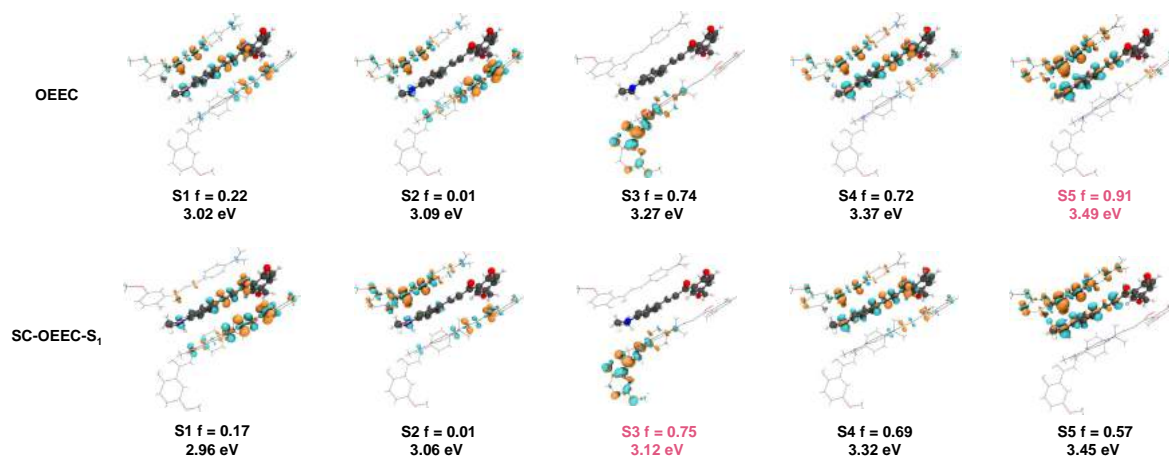 OEEC
S1 f = 0.22
3.02 eV
S2 f = 0.01
3.09 eV
S3 f = 0.74
3.27 eV
S4 f = 0.72
3.37 eV
S5 f = 0.91
3.49 eV
SC-OEEC-S₁
S1 f = 0.17
2.96 eV
S2 f = 0.01
3.06 eV
S3 f = 0.75
3.12 eV
S4 f = 0.69
3.32 eV
S5 f = 0.57
3.45 eV